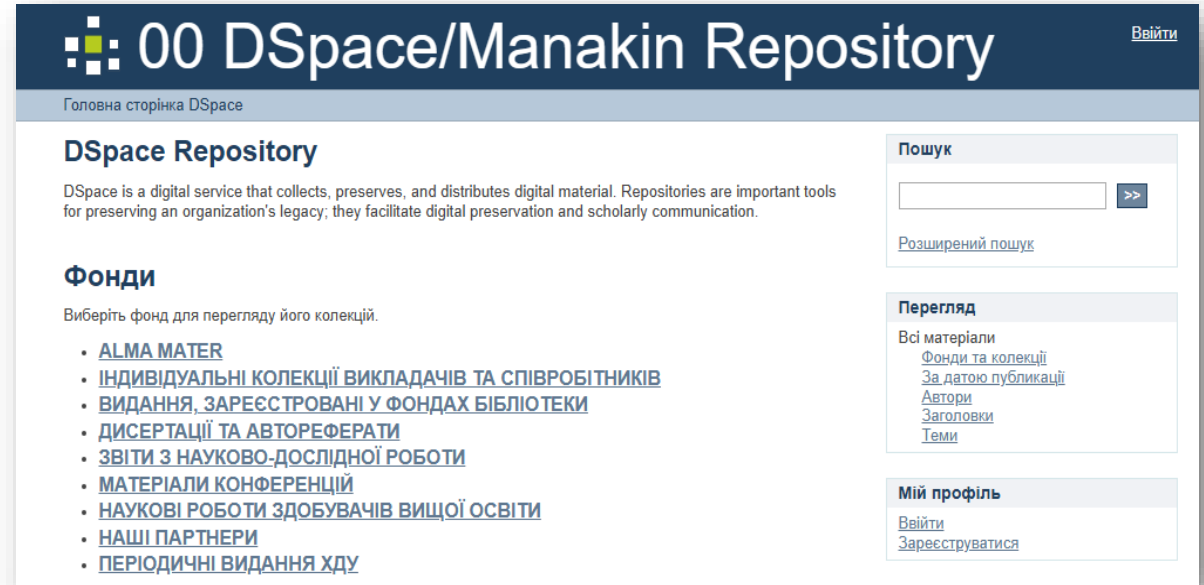 00 DSpace/Manakin Repository
Ввійти
Головна сторінка DSpace
DSpace Repository
DSpace is a digital service that collects, preserves, and distributes digital material. Repositories are important tools
for preserving an organization's legacy; they facilitate digital preservation and scholarly communication.
Фонди
Виберіть фонд для перегляду його колекцій.
ALMA MATER
ІНДИВІДУАЛЬНІ КОЛЕКЦІЇ ВИКЛАДАЧІВ ТА СПІВРОБІТНИКІВ
ВИДАННЯ, ЗАРЕЄСТРОВАНІ У ФОНДАХ БІБЛІОТЕКИ
ДИСЕРТАЦІЇ ТА АВТОРЕФЕРАТИ
ЗВІТИ З НАУКОВО-ДОСЛІДНОЇ РОБОТИ
МАТЕРІАЛИ КОНФЕРЕНЦІЙ
НАУКОВІ РОБОТИ ЗДОБУВАЧІВ ВИЩОЇ ОСВІТИ
НАШІ ПАРТНЕРИ
ПЕРІОДИЧНІ ВИДАННЯ ХДУ
Пошук
>>
Розширений пошук
Перегляд
Всі матеріали
Фонди та колекції
За датою публикації
Автори
Заголовки
Теми
Мій профіль
Ввійти
Зареєструватися